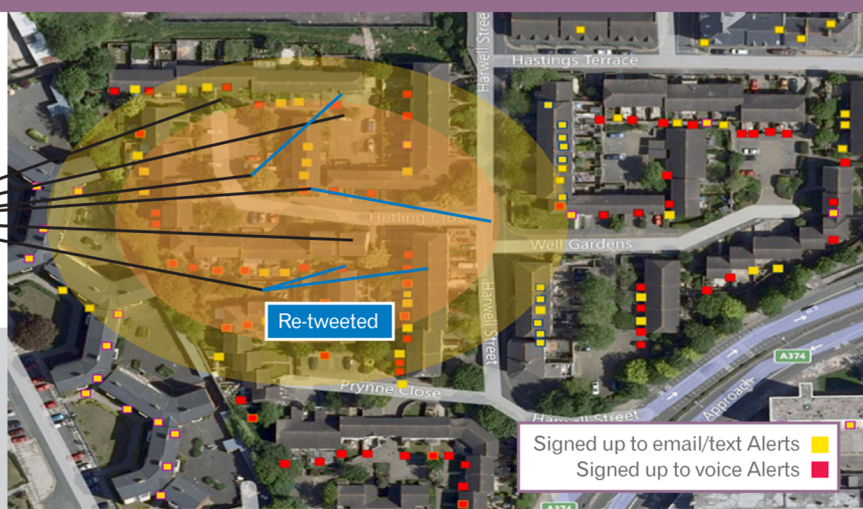 Harwell Street
Hastings Terrace
Hetling Close
Well Gardens
Re-tweeted
Harwell Street
A374
Prynne Close
Approach
Harwell Street
Signed up to email/text Alerts
Signed up to voice Alerts
A374